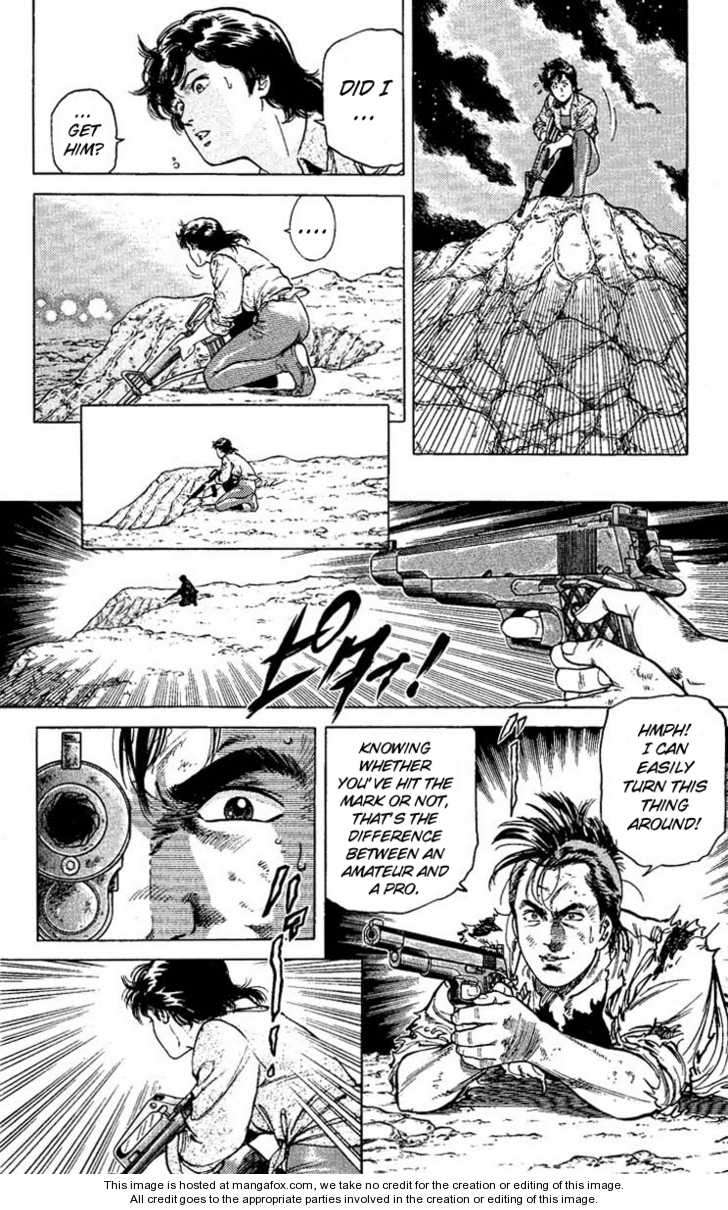 DID I
...
...
GET
HIM?
....
HMPH!
I CAN
EASILY
TURN THIS
THING
AROUND!
KNOWING
WHETHER
YOU'VE HIT THE
MARK OR NOT,
THAT'S THE
DIFFERENCE
BETWEEN AN
AMATEUR AND
A PRO.
This image is hosted at mangafox.com, we take no credit for the creation or editing of this image.
All credit goes to the appropriate parties involved in the creation or editing of this image.